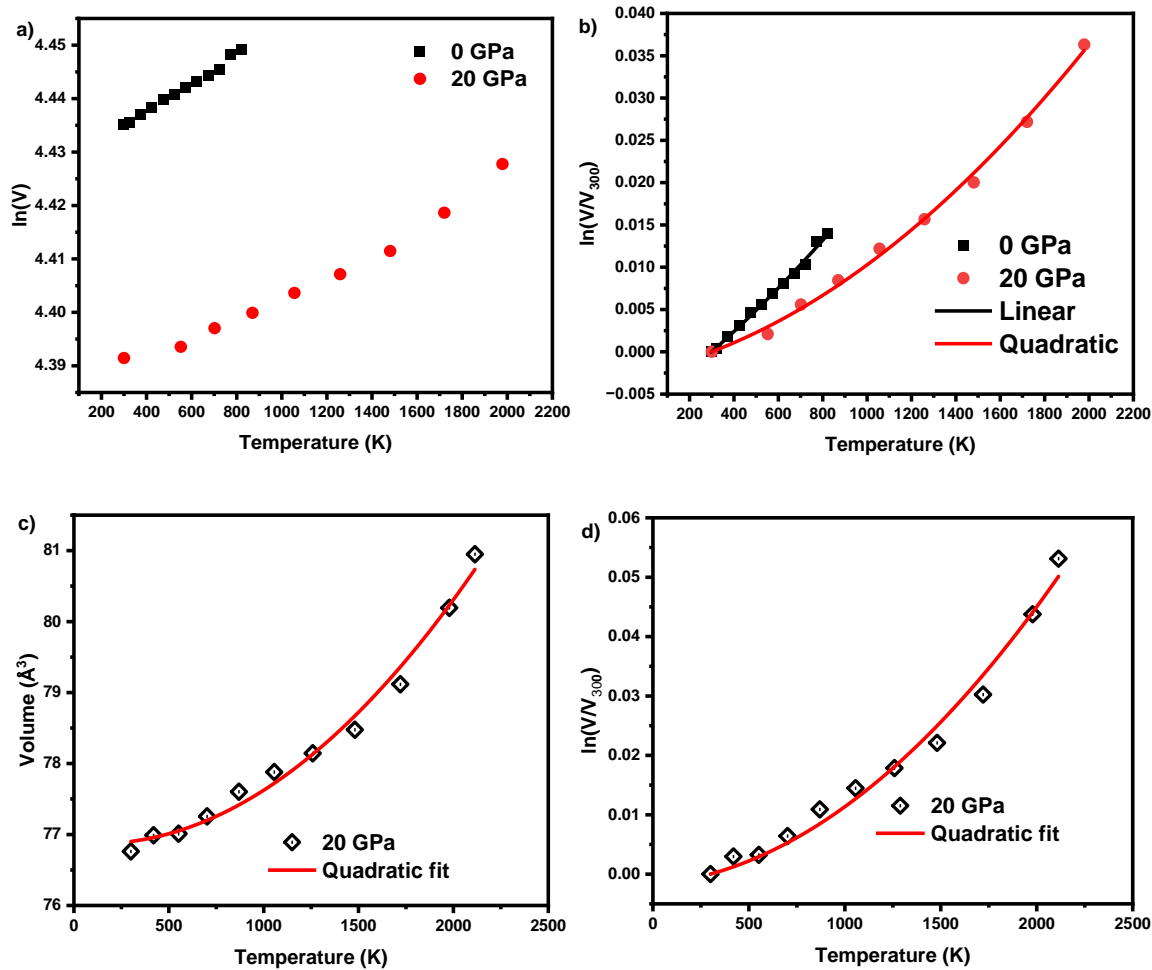 a)
4.45
4.44
4.43
4.42
4.41
4.40
4.39
ln(V)
0 GPa
20 GPa
200 400 600 800 1000 1200 1400 1600 1800 2000 2200
Temperature (K)
b)
0.040
0.035
0.030
0.025
0.020
0.015
0.010
0.005
0.000
−0.005
ln(V/V300)
0 GPa
20 GPa
Linear
Quadratic
200 400 600 800 1000 1200 1400 1600 1800 2000 2200
Temperature (K)
c)
81
80
79
78
77
76
Volume (Å³)
20 GPa
Quadratic fit
0 500 1000 1500 2000 2500
Temperature (K)
d)
0.06
0.05
0.04
0.03
0.02
0.01
0.00
ln(V/V300)
20 GPa
Quadratic fit
0 500 1000 1500 2000 2500
Temperature (K)